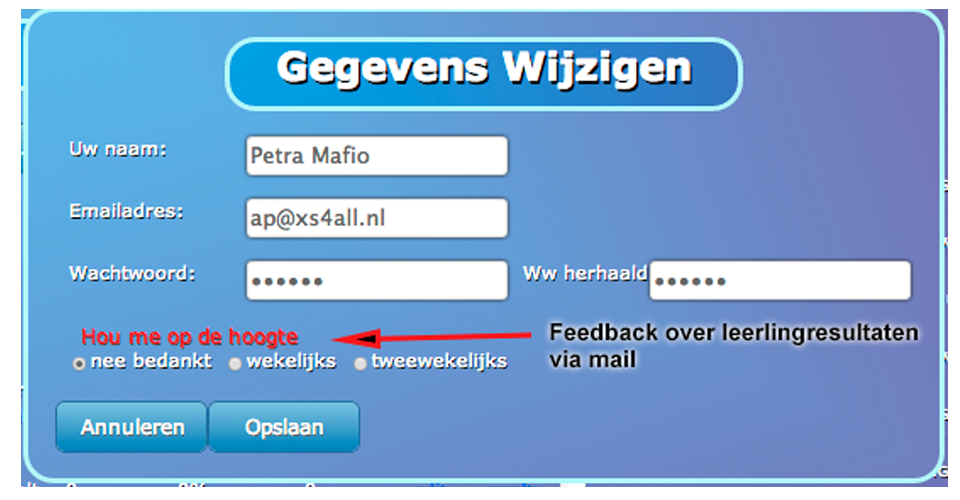 Gegevens Wijzigen
Uw naam: Petra Mafio
Emailadres: ap@xs4all.nl
Wachtwoord: •••••• Ww herhaald ••••••
Hou me op de hoogte
Feedback over leerlingresultaten
via mail
nee bedankt wekelijks tweewekelijks
Annuleren Opslaan